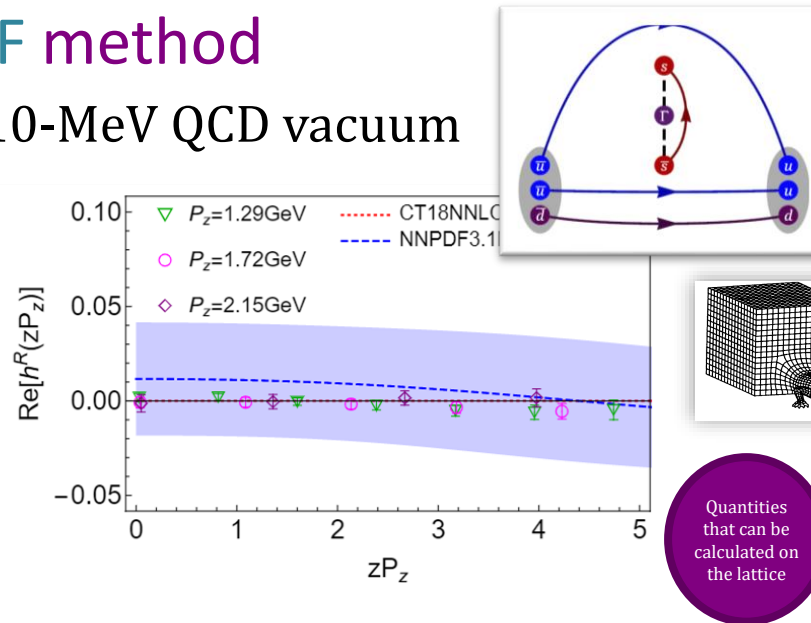 F method
10-MeV QCD vacuum
s
Γ
s̅
u̅
u̅
d̅
u
u
d
0.10
0.05
0.00
−0.05
Re[hᴿ(zP_z)]
P_z=1.29GeV
P_z=1.72GeV
P_z=2.15GeV
CT18NNLO
NNPDF3.1
0 1 2 3 4 5
zP_z
Quantities
that can be
calculated on
the lattice